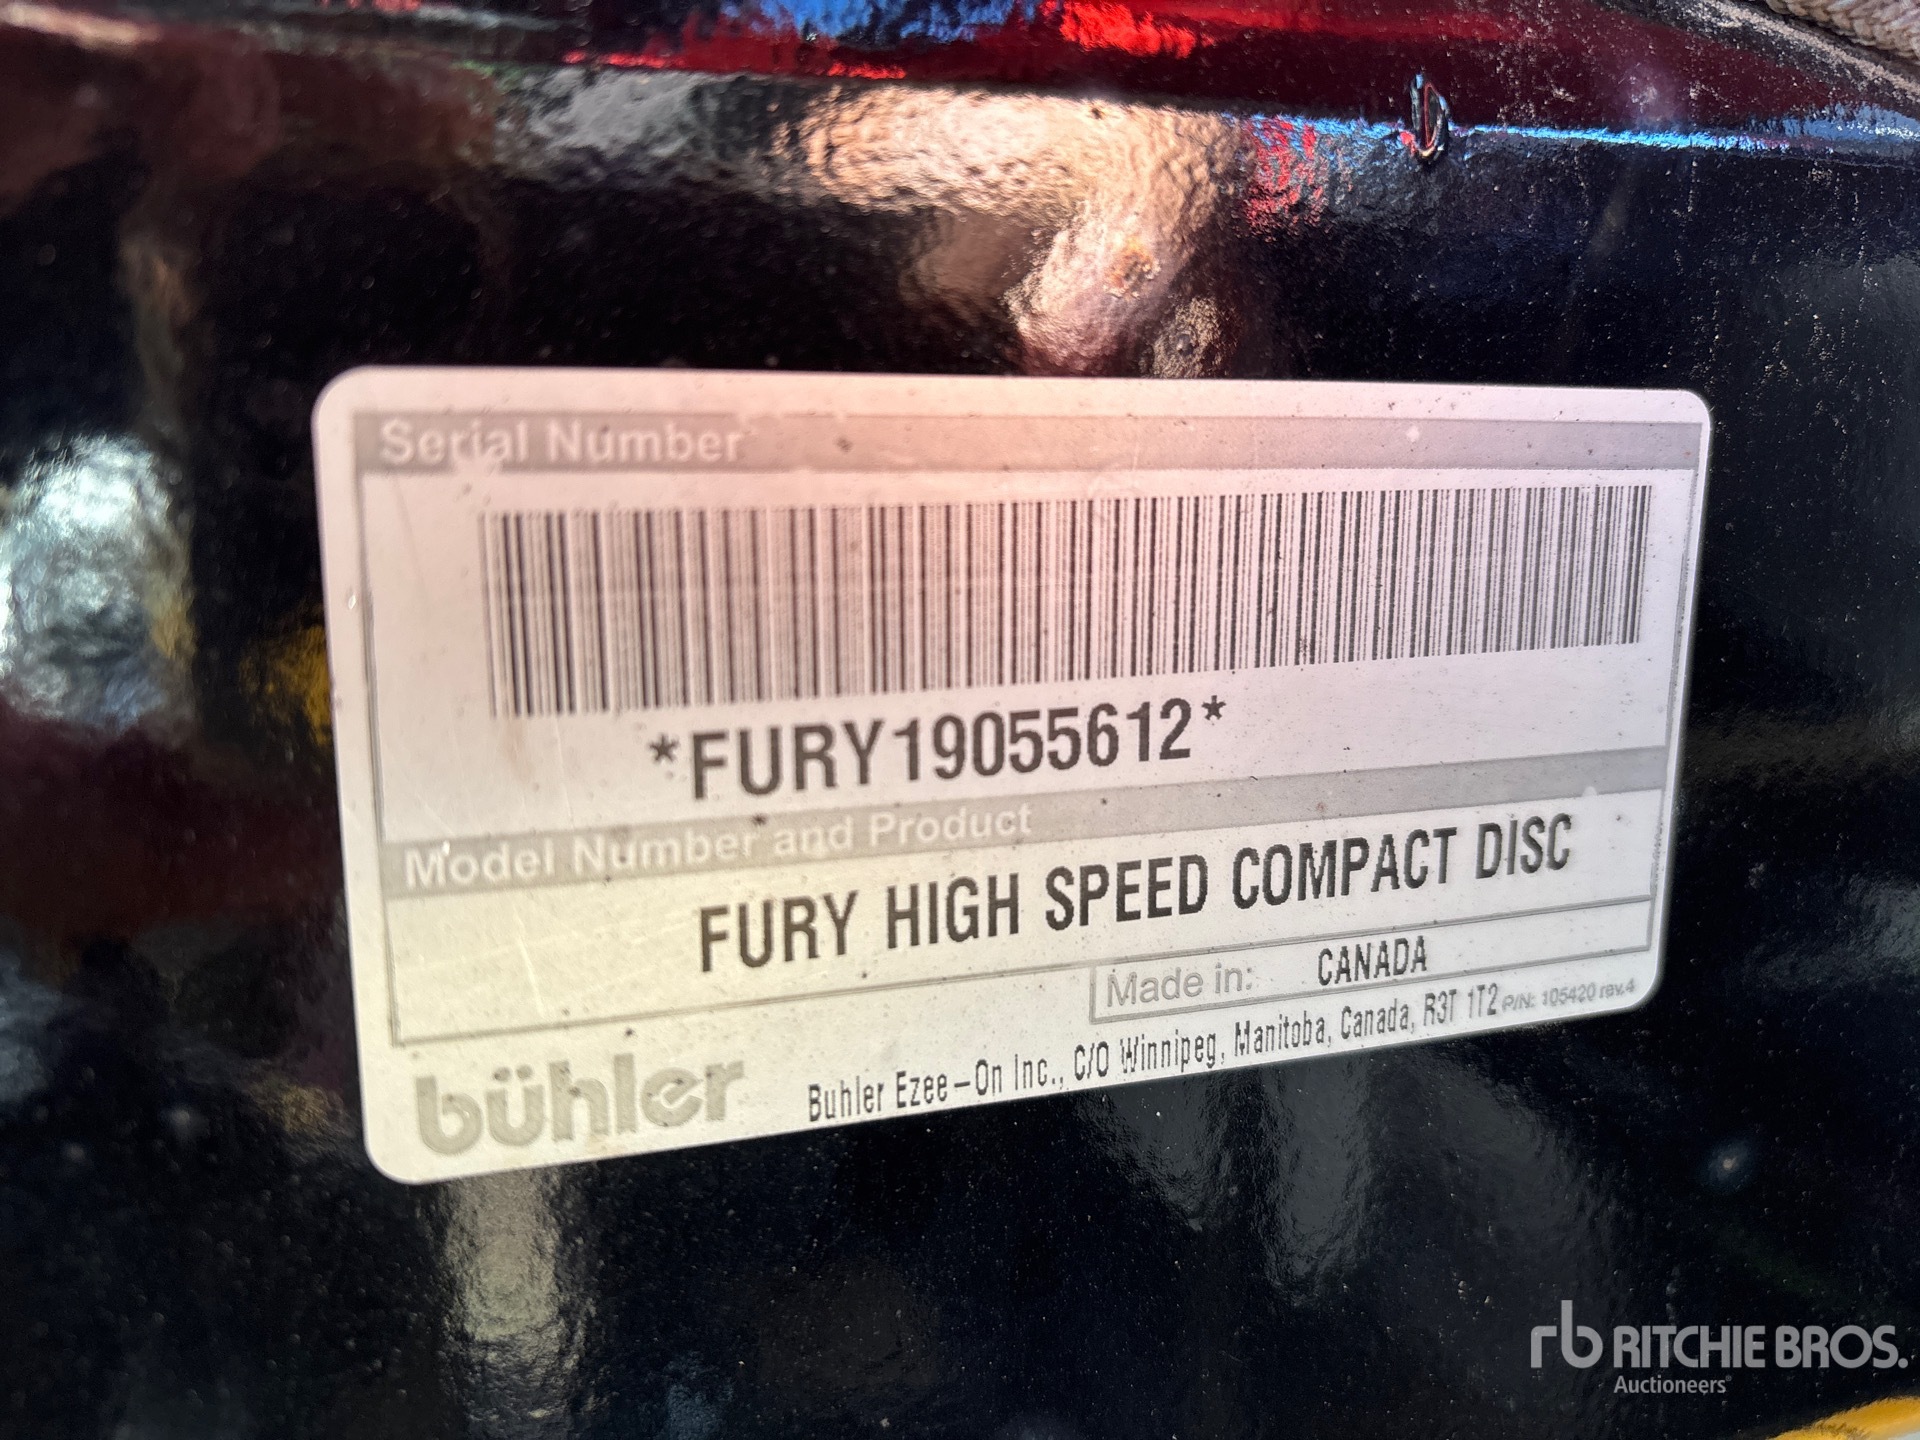 Serial Number
*FURY19055612*
Model Number and Product
FURY HIGH SPEED COMPACT DISC
Made in: CANADA
bühler
Buhler Ezee-On Inc., C/O Winnipeg, Manitoba, Canada, R3T 1T2 P/N: 105420 rev.4
rb RITCHIE BROS.
Auctioneers